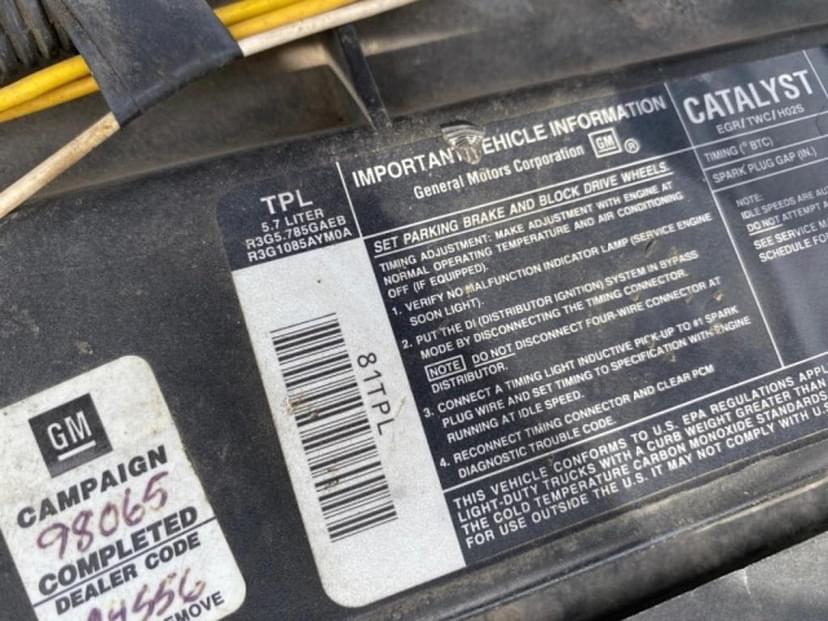 TPL
5.7 LITER
R3G5.785GAEB
R3G1085AYM0A
81TPL
IMPORTANT VEHICLE INFORMATION
General Motors Corporation GM ®
SET PARKING BRAKE AND BLOCK DRIVE WHEELS.
TIMING ADJUSTMENT: MAKE ADJUSTMENT WITH ENGINE AT
NORMAL OPERATING TEMPERATURE AND AIR CONDITIONING
OFF (IF EQUIPPED).
1. VERIFY NO MALFUNCTION INDICATOR LAMP (SERVICE ENGINE
SOON LIGHT).
2. PUT THE DI (DISTRIBUTOR IGNITION) SYSTEM IN BYPASS
MODE BY DISCONNECTING THE TIMING CONNECTOR.
NOTE DO NOT DISCONNECT FOUR-WIRE CONNECTOR AT
DISTRIBUTOR.
3. CONNECT A TIMING LIGHT INDUCTIVE PICK-UP TO #1 SPARK
PLUG WIRE AND SET TIMING TO SPECIFICATION WITH ENGINE
RUNNING AT IDLE SPEED.
4. RECONNECT TIMING CONNECTOR AND CLEAR PCM
DIAGNOSTIC TROUBLE CODE.
THIS VEHICLE CONFORMS TO U.S. EPA REGULATIONS APPL
LIGHT-DUTY TRUCKS WITH A CURB WEIGHT GREATER THAN
THE COLD TEMPERATURE CARBON MONOXIDE STANDARDS
FOR USE OUTSIDE THE U.S. IT MAY NOT COMPLY WITH U.S
CATALYST
EGR/TWC/HO2S
TIMING (° BTC)
SPARK PLUG GAP (IN.)
NOTE:
IDLE SPEEDS ARE AU
DO NOT ATTEMPT A
SEE SERVICE M
SCHEDULE FOR
GM
CAMPAIGN
98065
COMPLETED
DEALER CODE
4556
EMOVE